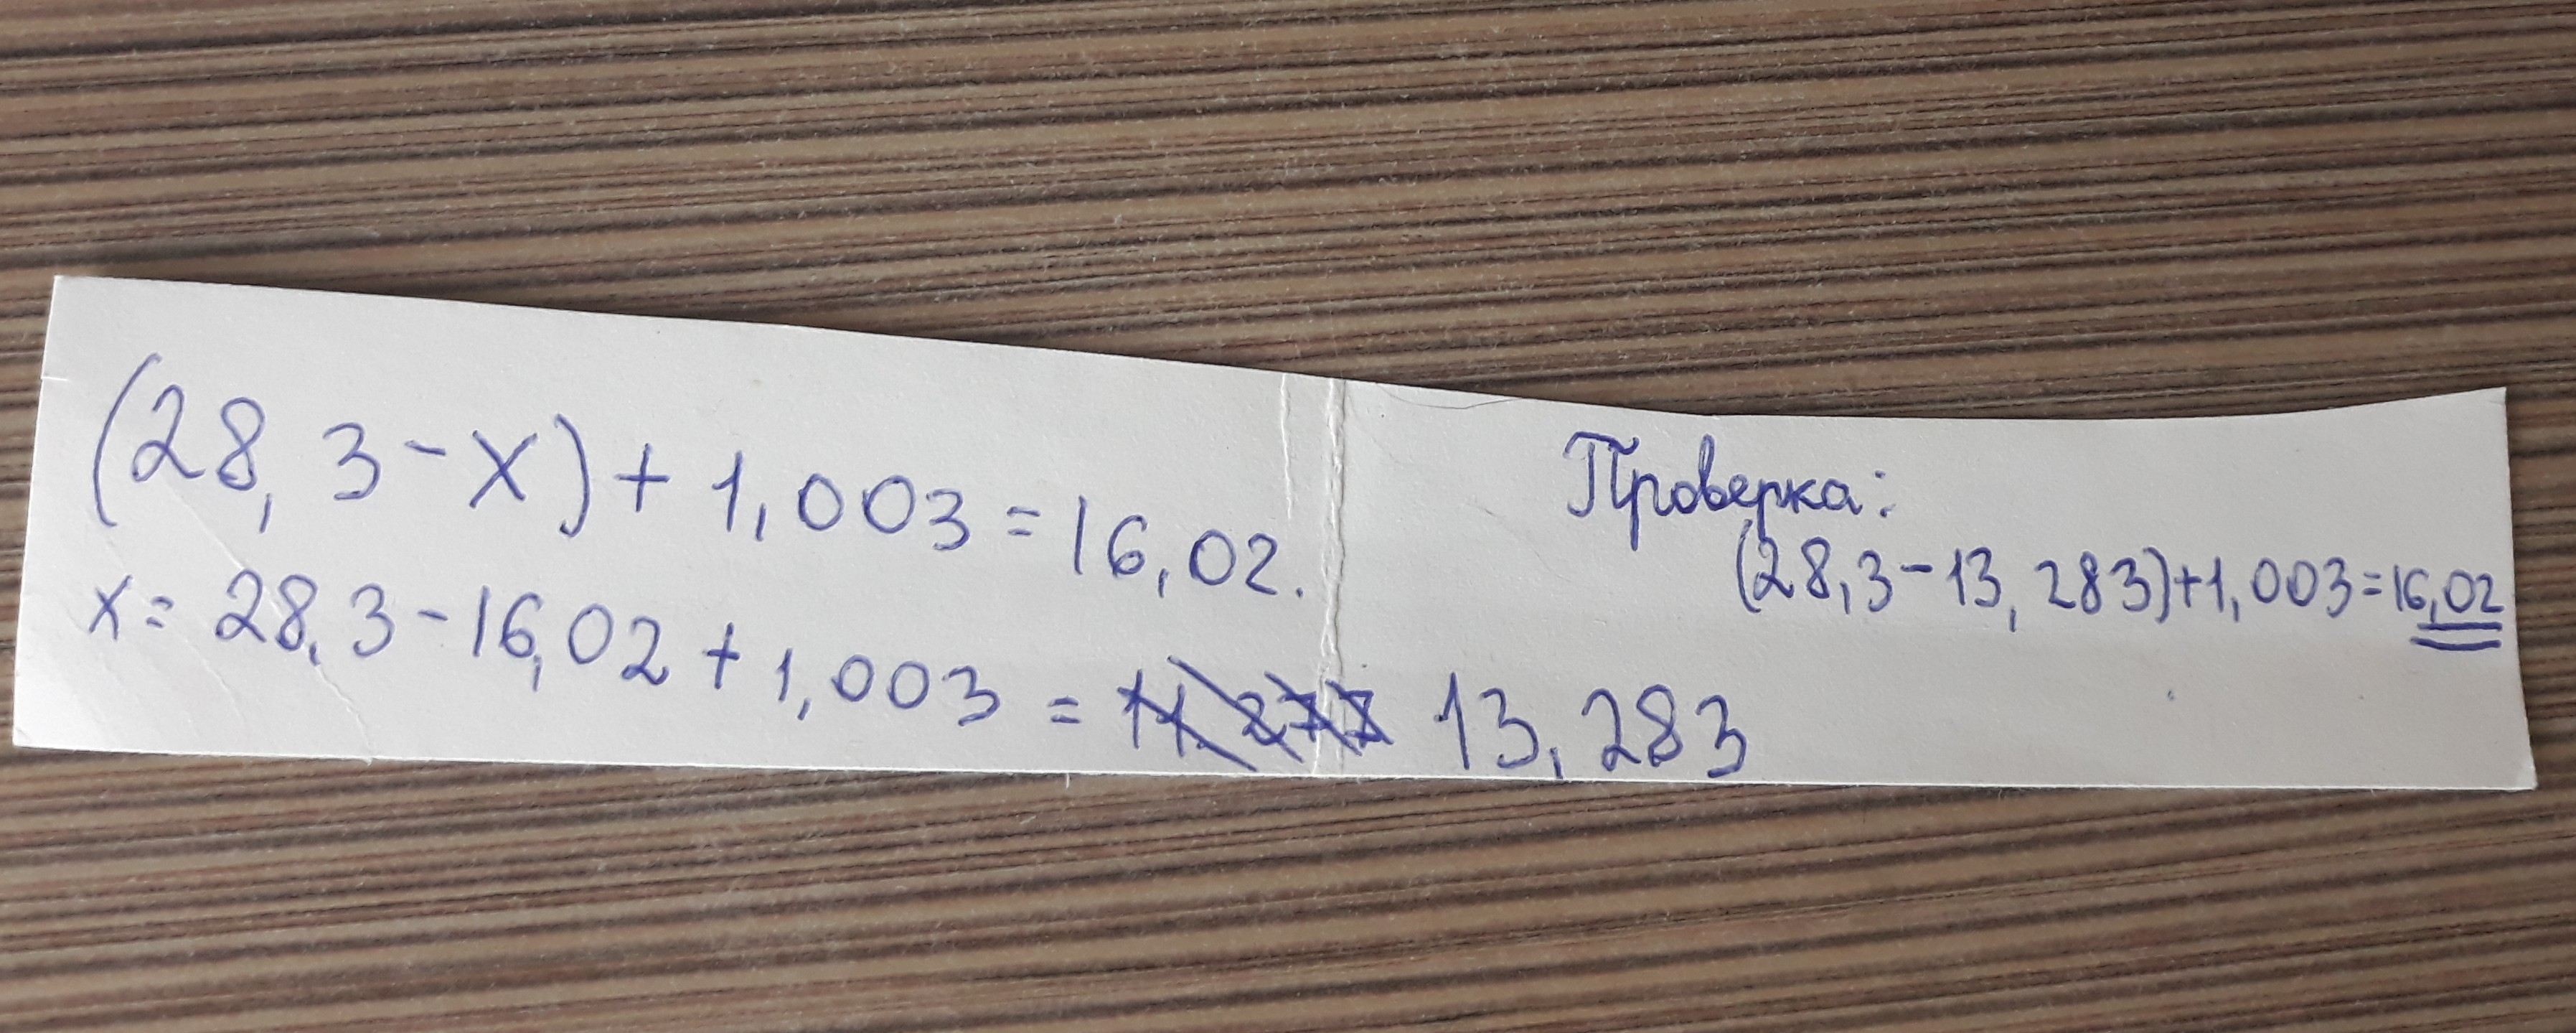 (28,3-x)+1,003=16,02.
x=28,3-16,02+1,003= 13,283
Проверка:
(28,3-13,283)+1,003=16,02